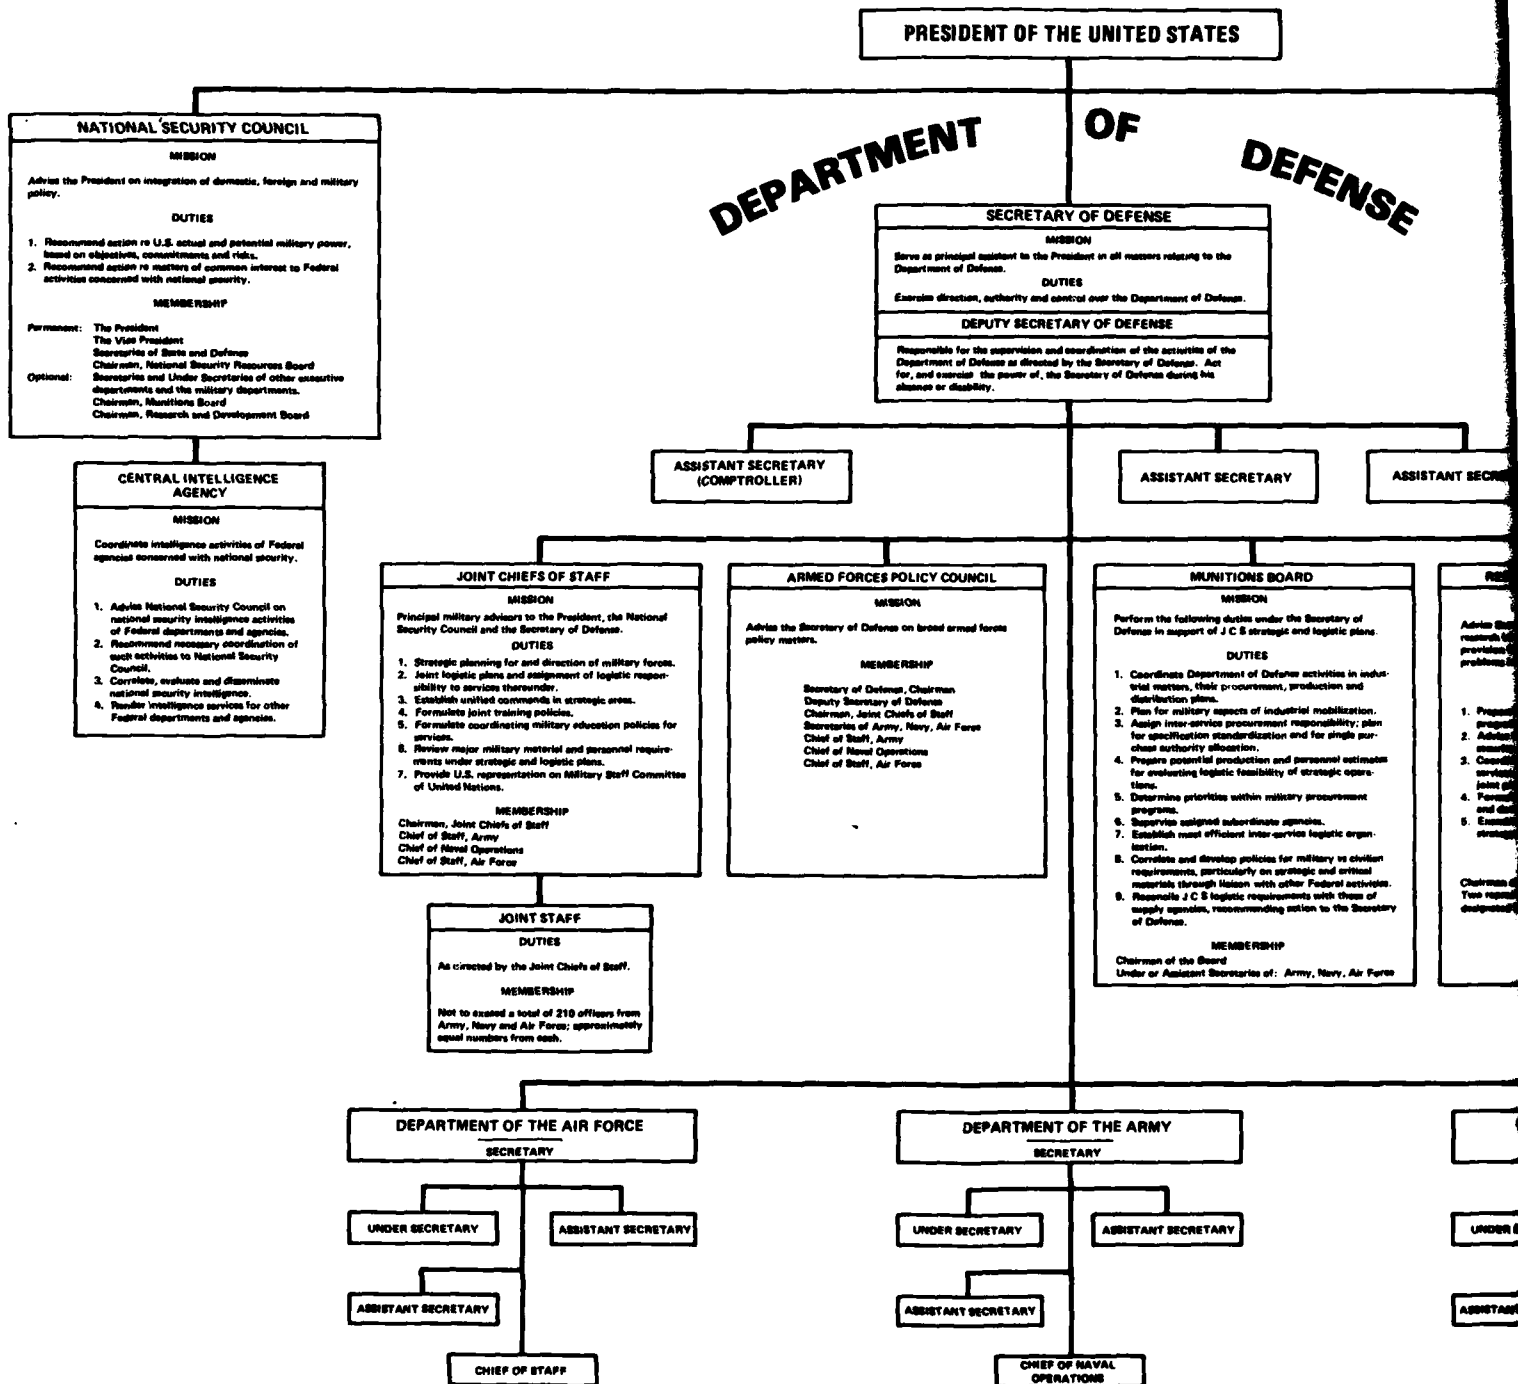 PRESIDENT OF THE UNITED STATES
DEPARTMENT OF DEFENSE
NATIONAL SECURITY COUNCIL
MISSION
Advise the President on integration of domestic, foreign and military
policy.
DUTIES
1. Recommend action re U.S. actual and potential military power,
based on objectives, commitments and risks.
2. Recommend action re matters of common interest to Federal
activities concerned with national security.
MEMBERSHIP
Permanent: The President
The Vice President
Secretaries of State and Defense
Chairman, National Security Resources Board
Optional: Secretaries and Under Secretaries of other executive
departments and the military departments.
Chairman, Munitions Board
Chairman, Research and Development Board
CENTRAL INTELLIGENCE
AGENCY
MISSION
Coordinate intelligence activities of Federal
agencies concerned with national security.
DUTIES
1. Advise National Security Council on
national security intelligence activities
of Federal departments and agencies.
2. Recommend necessary coordination of
such activities to National Security
Council.
3. Correlate, evaluate and disseminate
national security intelligence.
4. Render intelligence services for other
Federal departments and agencies.
SECRETARY OF DEFENSE
MISSION
Serve as principal assistant to the President in all matters relating to the
Department of Defense.
DUTIES
Exercise direction, authority and control over the Department of Defense.
DEPUTY SECRETARY OF DEFENSE
Responsible for the supervision and coordination of the activities of the
Department of Defense as directed by the Secretary of Defense. Act
for, and exercise the power of, the Secretary of Defense during his
absence or disability.
ASSISTANT SECRETARY
(COMPTROLLER)
ASSISTANT SECRETARY
ASSISTANT
JOINT CHIEFS OF STAFF
MISSION
Principal military advisors to the President, the National
Security Council and the Secretary of Defense.
DUTIES
1. Strategic planning for and direction of military forces.
2. Joint logistic plans and assignment of logistic respon-
sibility to services thereunder.
3. Establish unified commands in strategic areas.
4. Formulate joint training policies.
5. Formulate coordinating military education policies for
services.
6. Review major military material and personnel require-
ments under strategic and logistic plans.
7. Provide U.S. representation on Military Staff Committee
of United Nations.
MEMBERSHIP
Chairman, Joint Chiefs of Staff
Chief of Staff, Army
Chief of Naval Operations
Chief of Staff, Air Force
JOINT STAFF
DUTIES
As directed by the Joint Chiefs of Staff.
MEMBERSHIP
Not to exceed a total of 210 officers from
Army, Navy and Air Force; approximately
equal numbers from each.
ARMED FORCES POLICY COUNCIL
MISSION
Advise the Secretary of Defense on broad armed forces
policy matters.
MEMBERSHIP
Secretary of Defense, Chairman
Deputy Secretary of Defense
Chairman, Joint Chiefs of Staff
Secretaries of Army, Navy, Air Force
Chief of Staff, Army
Chief of Naval Operations
Chief of Staff, Air Force
MUNITIONS BOARD
MISSION
Perform the following duties under the Secretary of
Defense in support of J C S strategic and logistic plans.
DUTIES
1. Coordinate Department of Defense activities in indus-
trial matters, their procurement, production and
distribution plans.
2. Plan for military aspects of industrial mobilization.
3. Assign inter-service procurement responsibility; plan
for specification standardization and for single pur-
chase authority allocation.
4. Prepare potential production and personnel estimates
for evaluating logistic feasibility of strategic opera-
tions.
5. Determine priorities within military procurement
programs.
6. Supervise assigned subordinate agencies.
7. Establish most efficient inter-service logistic organ-
ization.
8. Correlate and develop policies for military vs civilian
requirements, particularly on strategic and critical
materials through liaison with other Federal activities.
9. Reconcile J C S logistic requirements with those of
supply agencies, recommending action to the Secretary
of Defense.
MEMBERSHIP
Chairman of the Board
Under or Assistant Secretaries of: Army, Navy, Air Force
Advise
research
1.
2.
3.
4.
5.
Chairman
Two
DEPARTMENT OF THE AIR FORCE
SECRETARY
UNDER SECRETARY
ASSISTANT SECRETARY
ASSISTANT SECRETARY
CHIEF OF STAFF
DEPARTMENT OF THE ARMY
SECRETARY
UNDER SECRETARY
ASSISTANT SECRETARY
ASSISTANT SECRETARY
CHIEF OF NAVAL
OPERATIONS
UNDER